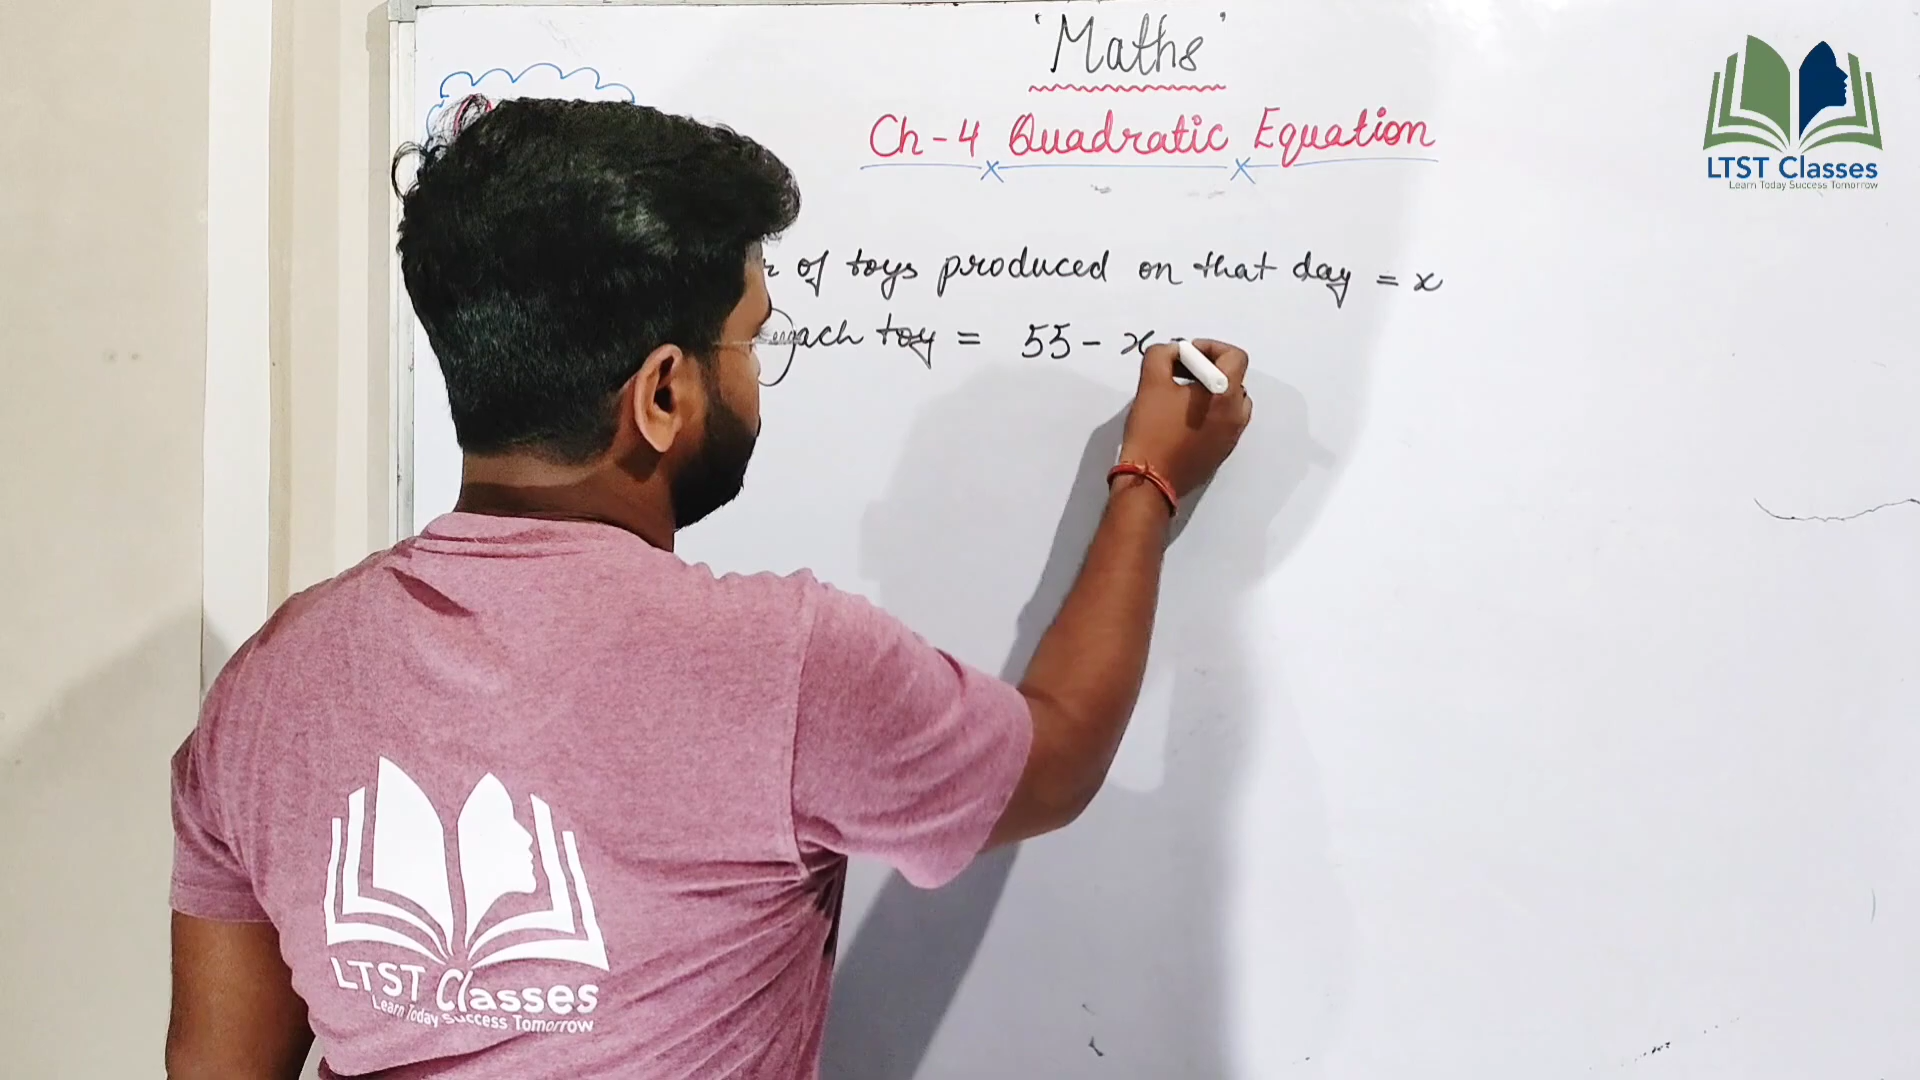 'Maths'
Ch-4 Quadratic Equation
LTST Classes
Learn Today Success Tomorrow
of toys produced on that day = x
each toy = 55 - x
LTST Classes
Learn Today Success Tomorrow